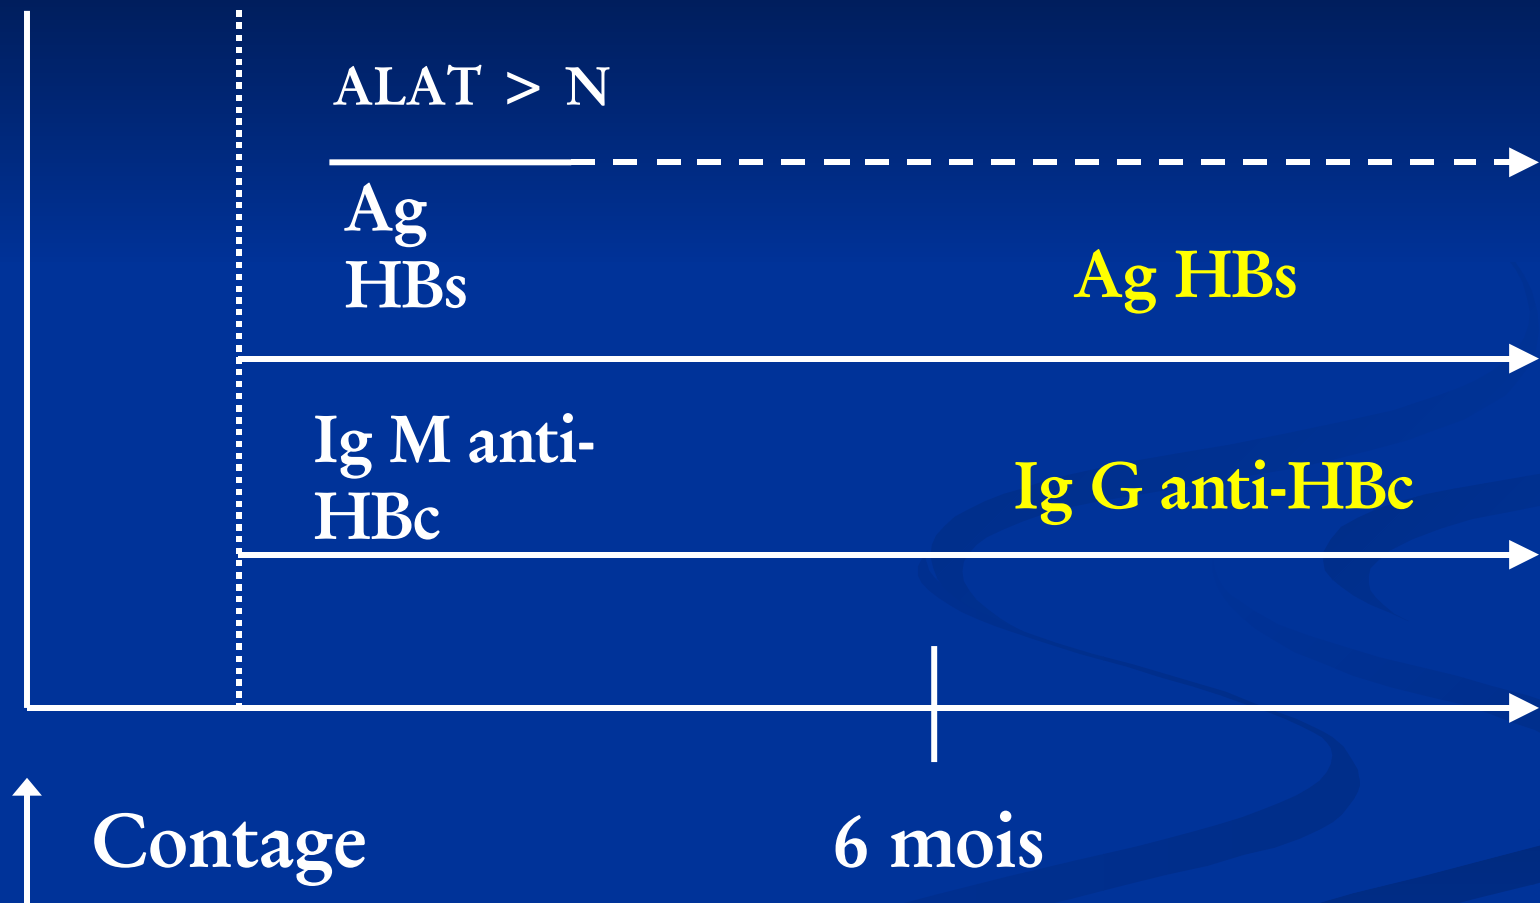 ALAT > N
Ag
HBs
Ag HBs
Ig M anti-
HBc
Ig G anti-HBc
Contage
6 mois